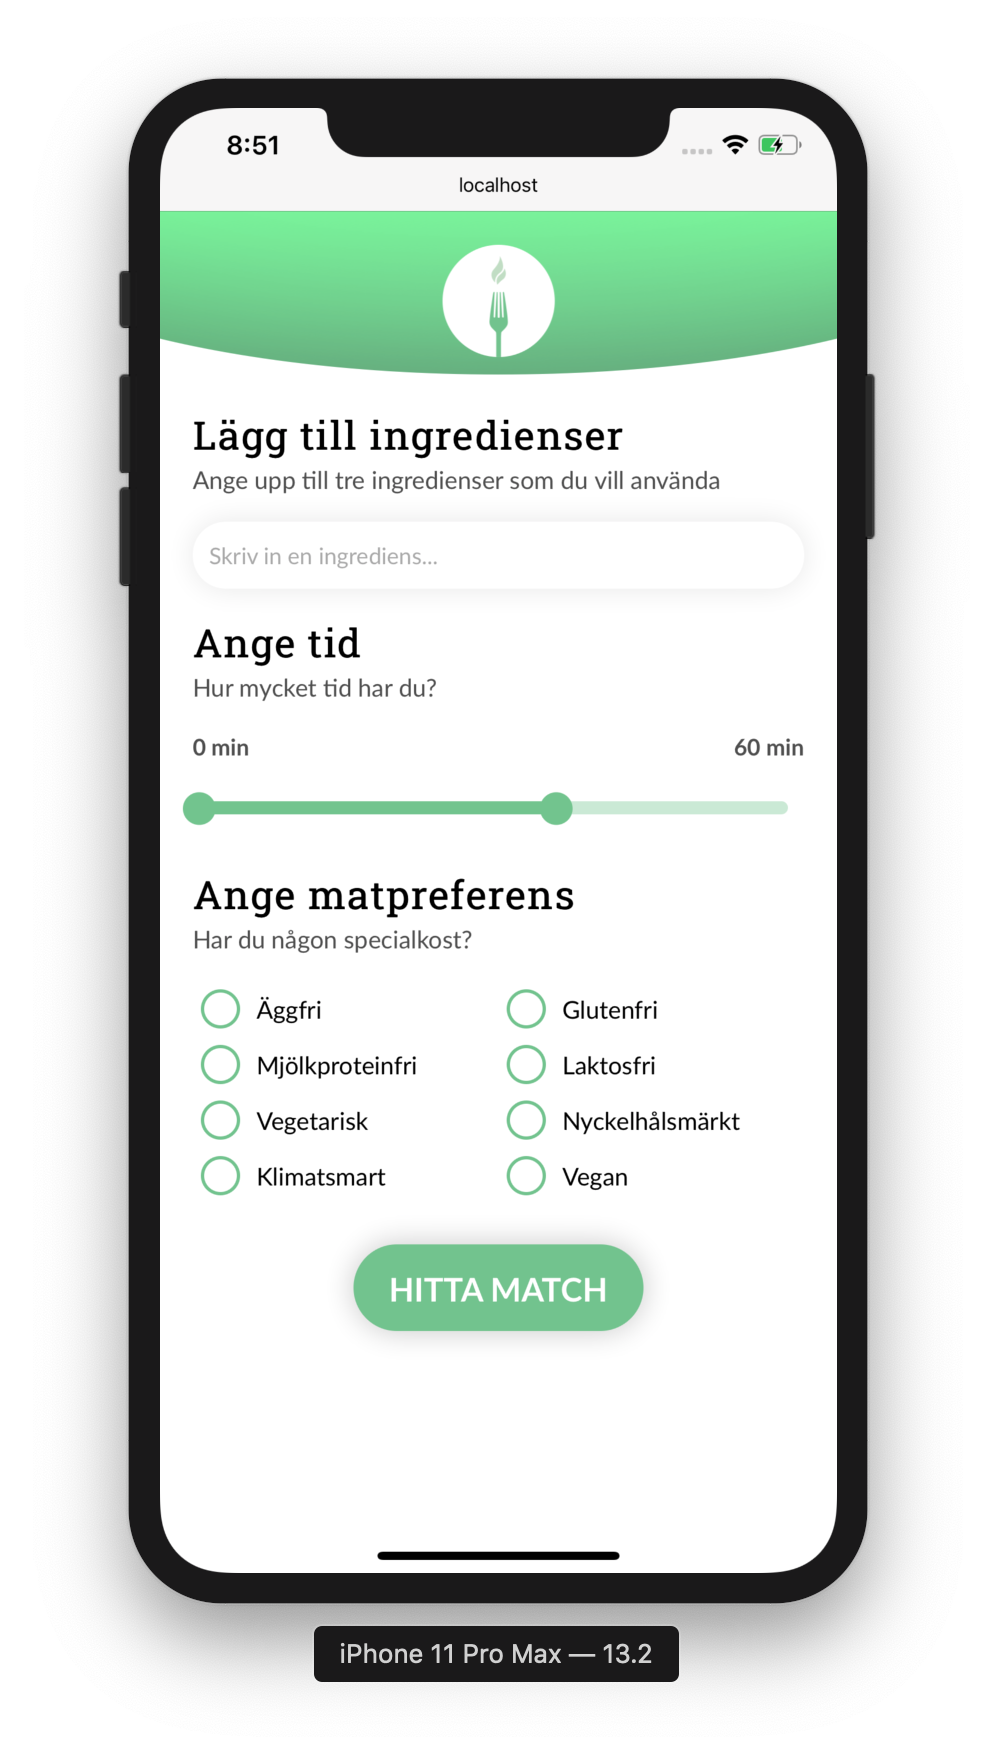 8:51
localhost
Lägg till ingredienser
Ange upp till tre ingredienser som du vill använda
Skriv in en ingrediens...
Ange tid
Hur mycket tid har du?
0 min 60 min
Ange matpreferens
Har du någon specialkost?
Äggfri Glutenfri
Mjölkproteinfri Laktosfri
Vegetarisk Nyckelhålsmärkt
Klimatsmart Vegan
HITTA MATCH
iPhone 11 Pro Max — 13.2